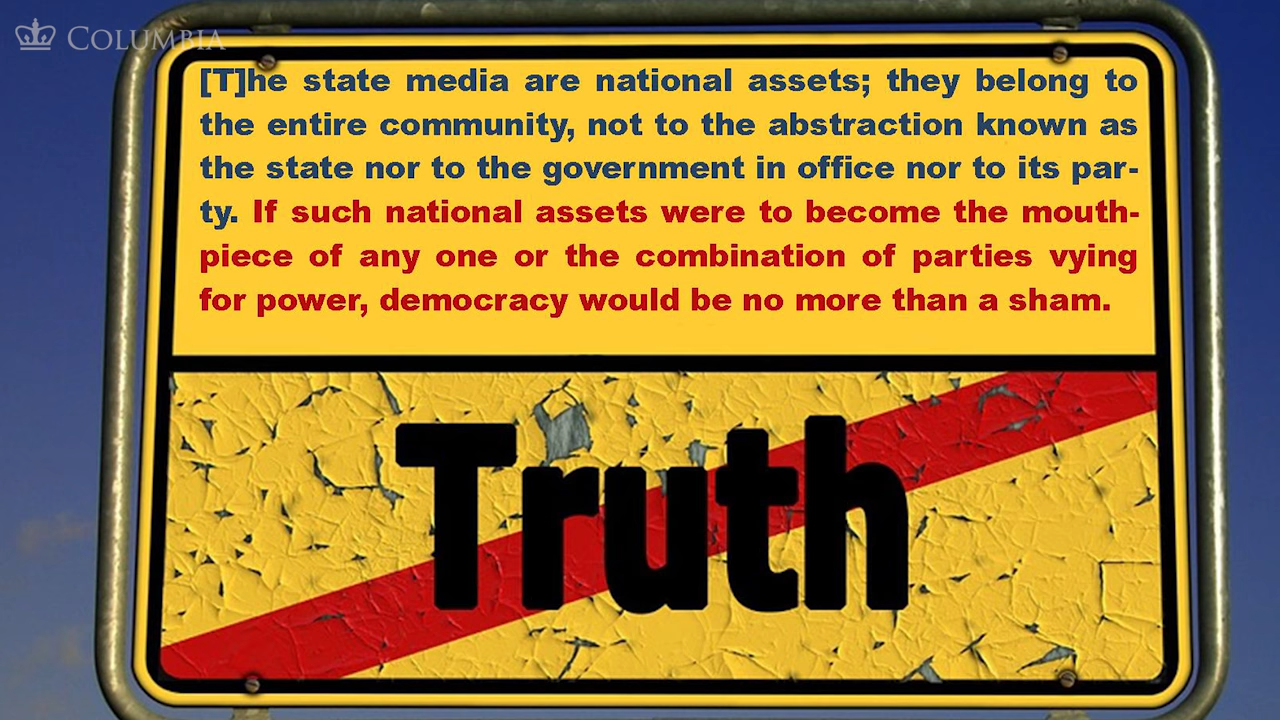 COLUMBIA
[T]he state media are national assets; they belong to
the entire community, not to the abstraction known as
the state nor to the government in office nor to its par-
ty. If such national assets were to become the mouth-
piece of any one or the combination of parties vying
for power, democracy would be no more than a sham.
Truth